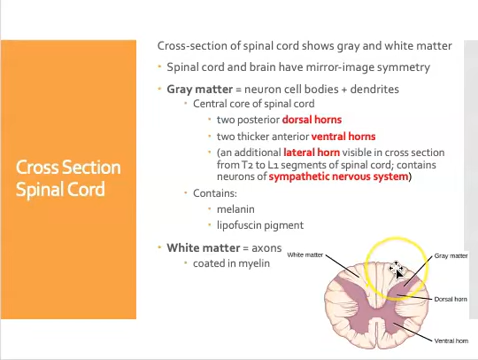 Cross Section
Spinal Cord
Cross-section of spinal cord shows gray and white matter
• Spinal cord and brain have mirror-image symmetry
• Gray matter = neuron cell bodies + dendrites
• Central core of spinal cord
• two posterior dorsal horns
• two thicker anterior ventral horns
• (an additional lateral horn visible in cross section
from T2 to L1 segments of spinal cord; contains
neurons of sympathetic nervous system)
• Contains:
• melanin
• lipofuscin pigment
• White matter = axons
• coated in myelin
White matter
Gray matter
Dorsal horn
Ventral horn